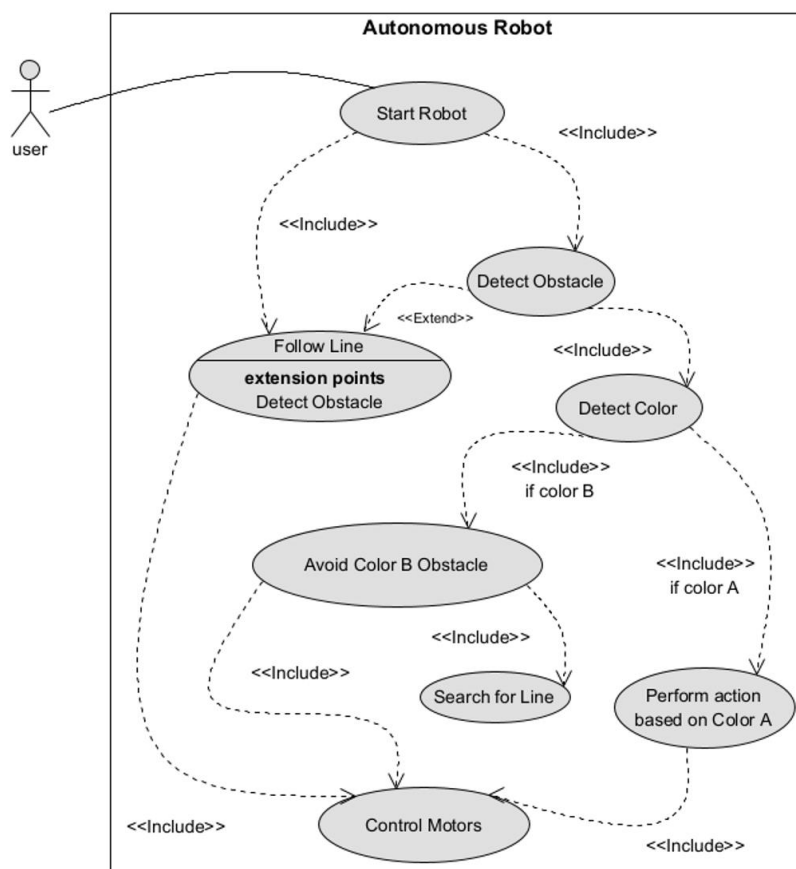 Autonomous Robot
user
Start Robot
<<Include>>
<<Include>>
Detect Obstacle
<<Extend>>
Follow Line
extension points
Detect Obstacle
<<Include>>
Detect Color
<<Include>>
if color B
Avoid Color B Obstacle
<<Include>>
if color A
<<Include>>
<<Include>>
Search for Line
Perform action
based on Color A
Control Motors
<<Include>>
<<Include>>